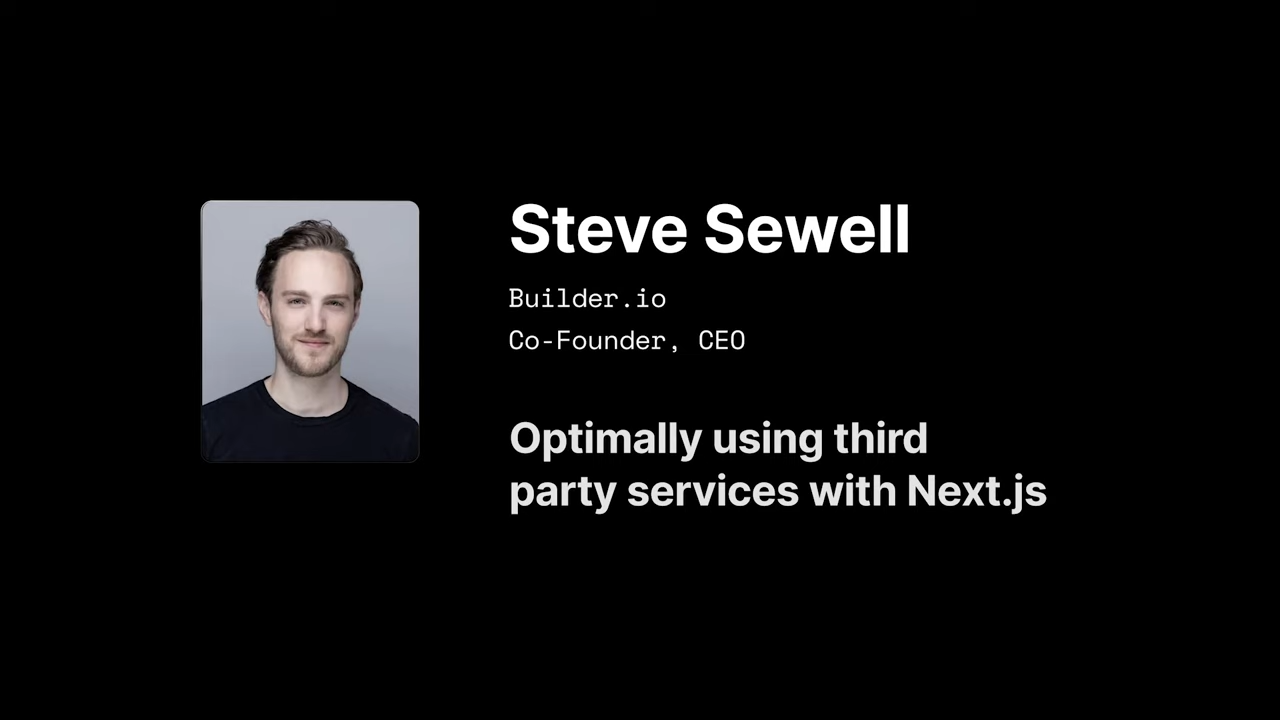 Steve Sewell
Builder.io
Co-Founder, CEO
Optimally using third
party services with Next.js